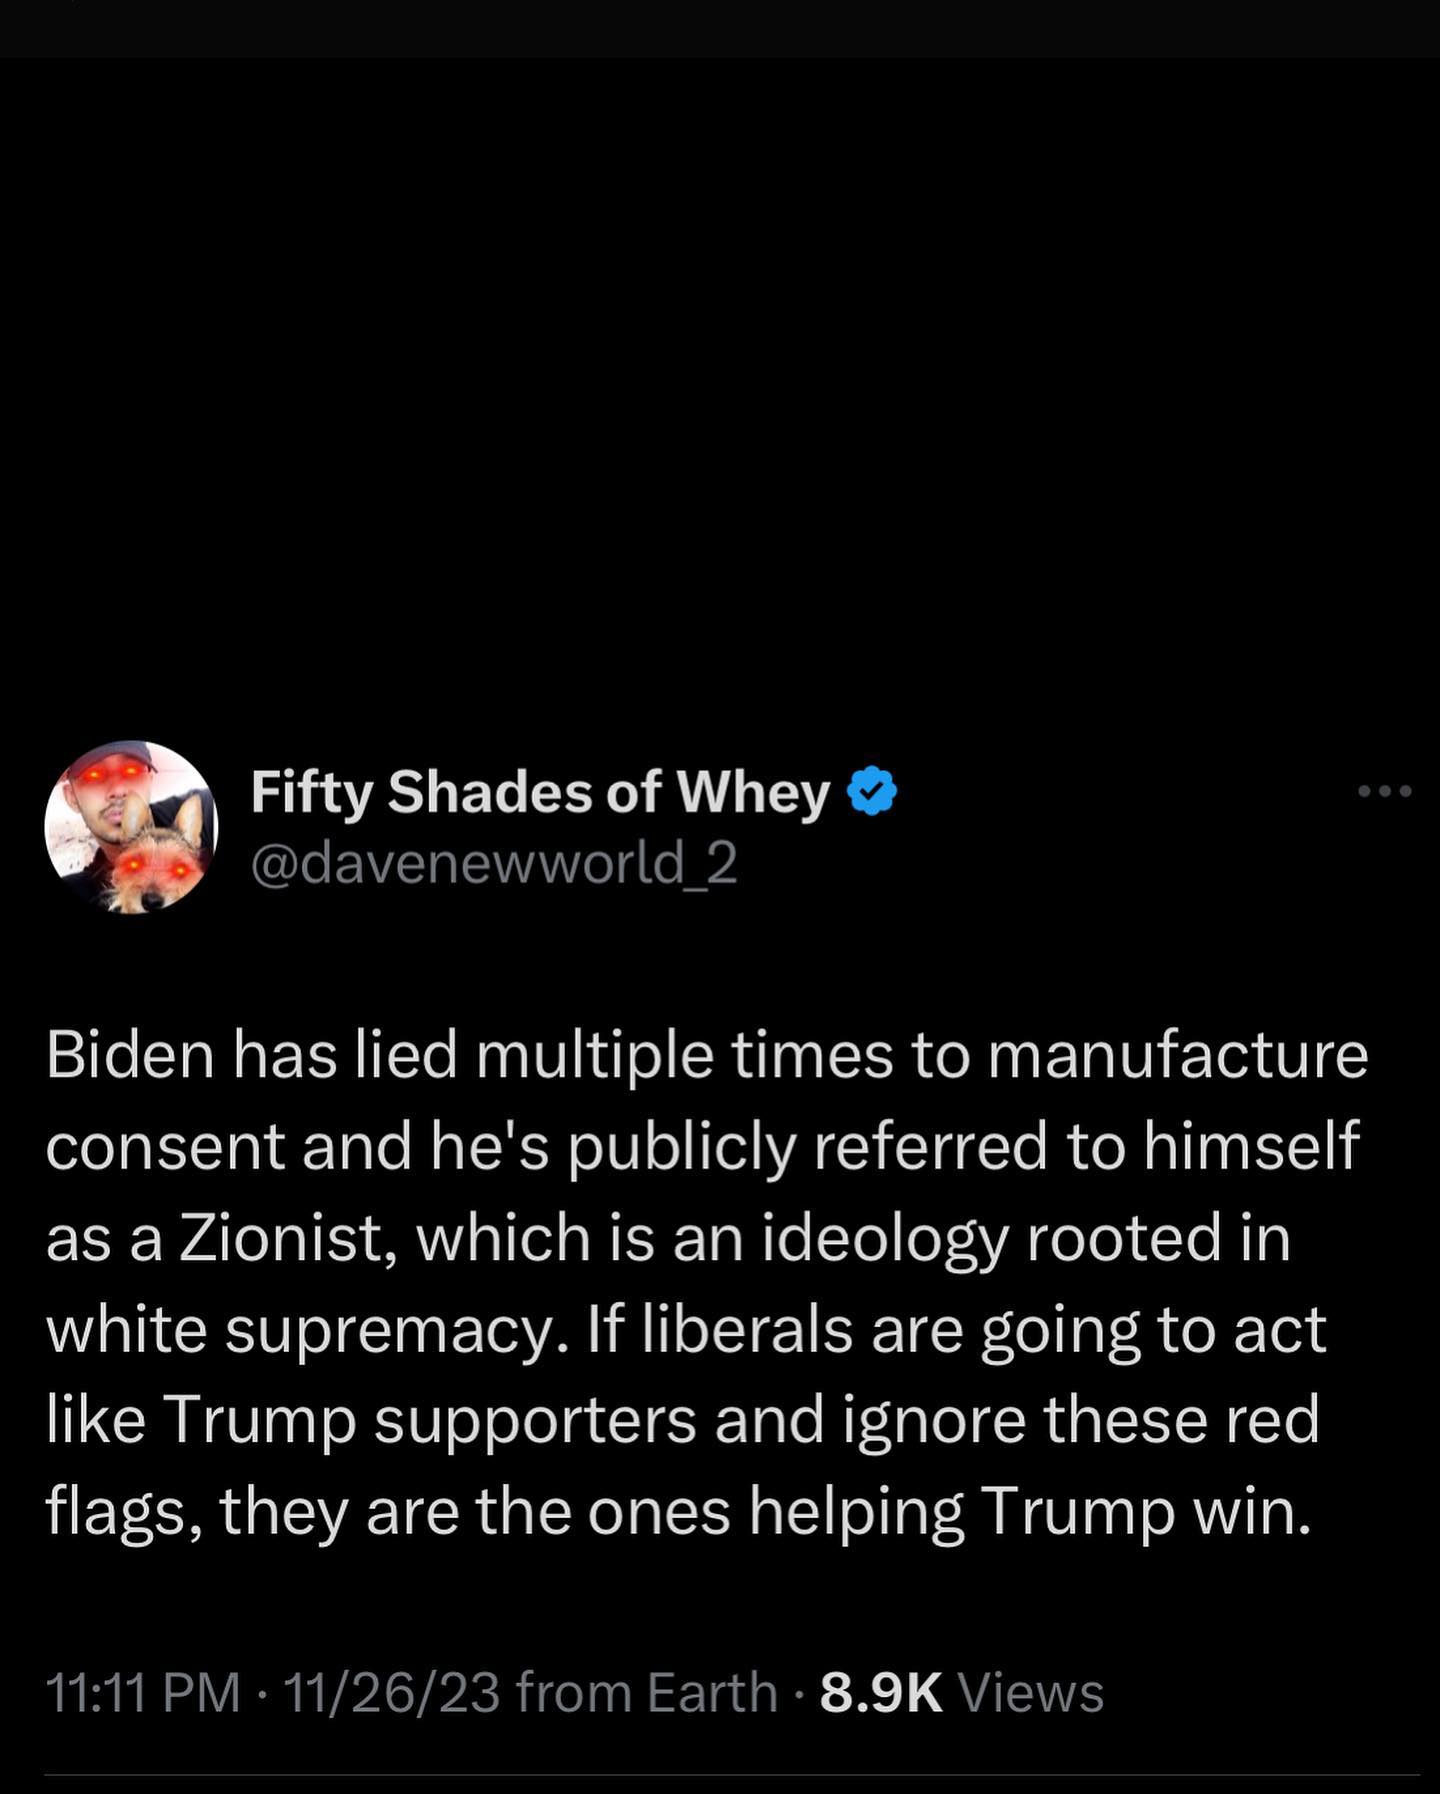 Fifty Shades of Whey
@davenewworld_2
Biden has lied multiple times to manufacture
consent and he's publicly referred to himself
as a Zionist, which is an ideology rooted in
white supremacy. If liberals are going to act
like Trump supporters and ignore these red
flags, they are the ones helping Trump win.
11:11 PM · 11/26/23 from Earth · 8.9K Views